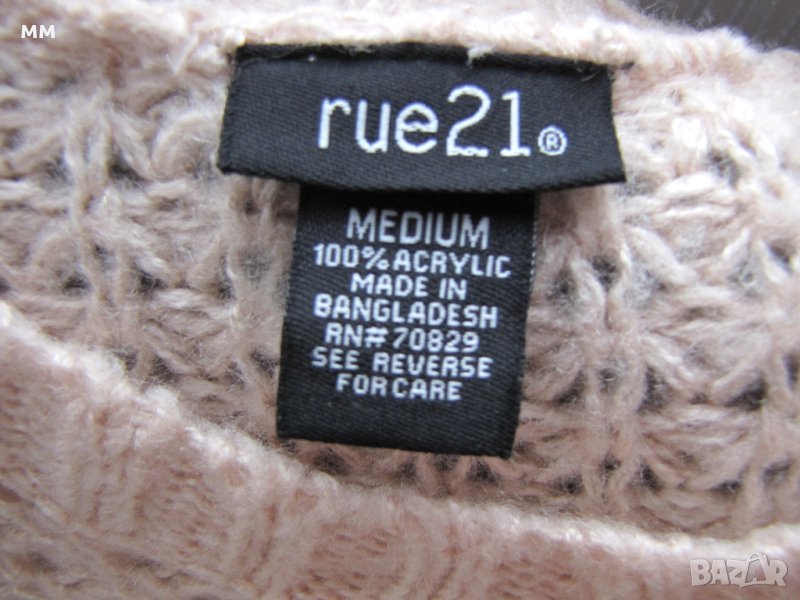 MM
rue21®
MEDIUM
100% ACRYLIC
MADE IN
BANGLADESH
RN# 70829
SEE REVERSE
FOR CARE
BAZAR